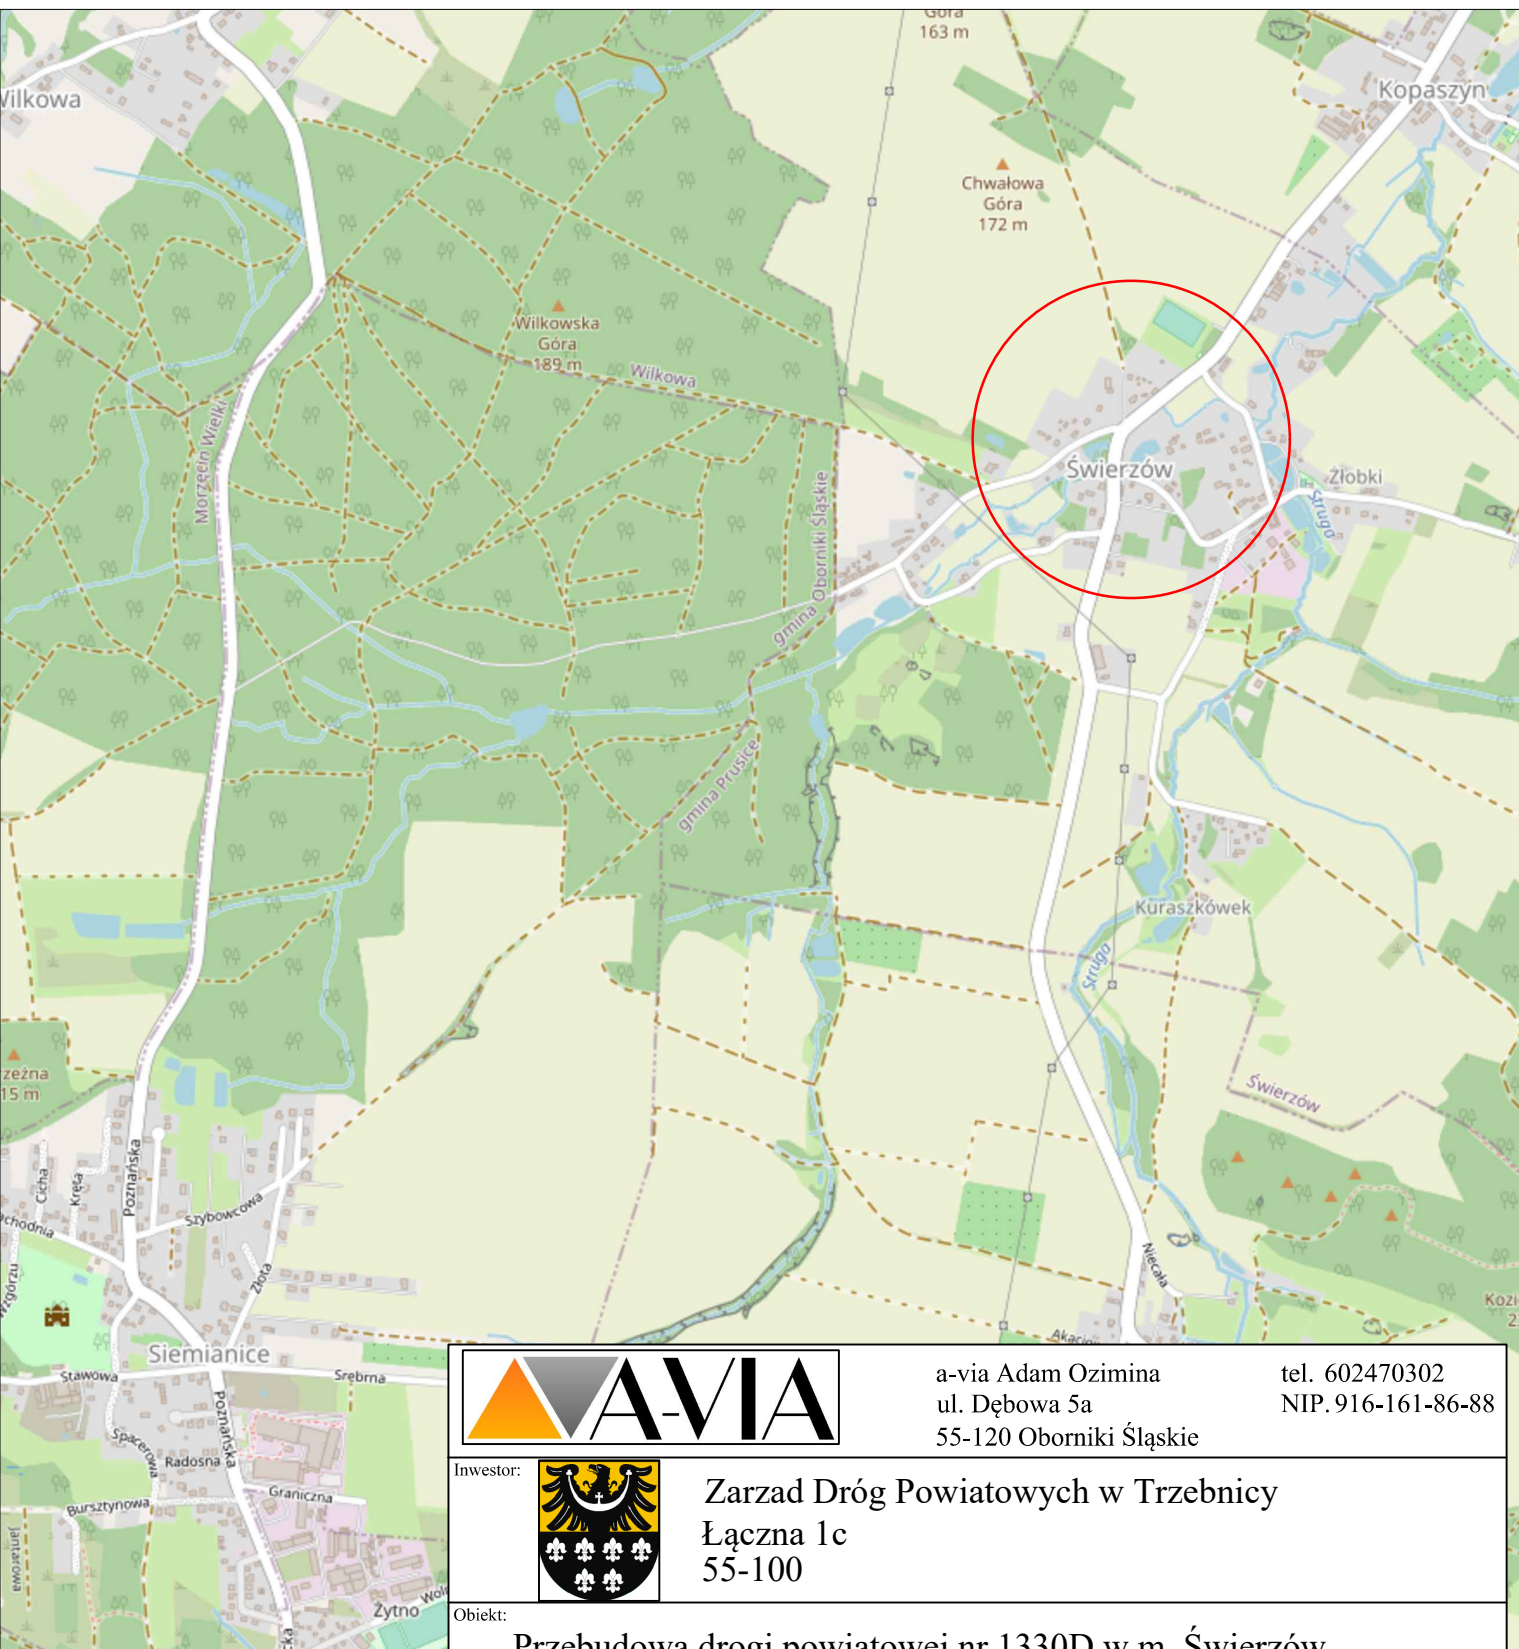 Góra
163 m
Wilkowa
Kopaszyn
Chwałowa
Góra
172 m
Wilkowska
Góra
189 m
Wilkowa
Morzęcin Wielki
Świerzów
Złobki
Struga
gmina Oborniki Śląskie
gmina Prusice
Kuraszkówek
Struga
Świerzów
15 m
Cicha
Kręta
Poznańska
Szybowcowa
Złota
Niecała
Siemianice
Stawowa
Srebrna
Spacerowa
Poznańska
Radosna
Graniczna
Bursztynowa
Jantarowa
Żytno
A-VIA
a-via Adam Ozimina
ul. Dębowa 5a
55-120 Oborniki Śląskie
tel. 602470302
NIP. 916-161-86-88
Inwestor:
Zarzad Dróg Powiatowych w Trzebnicy
Łączna 1c
55-100
Obiekt:
Przebudowa drogi powiatowej nr 1330D w m. Świerzów